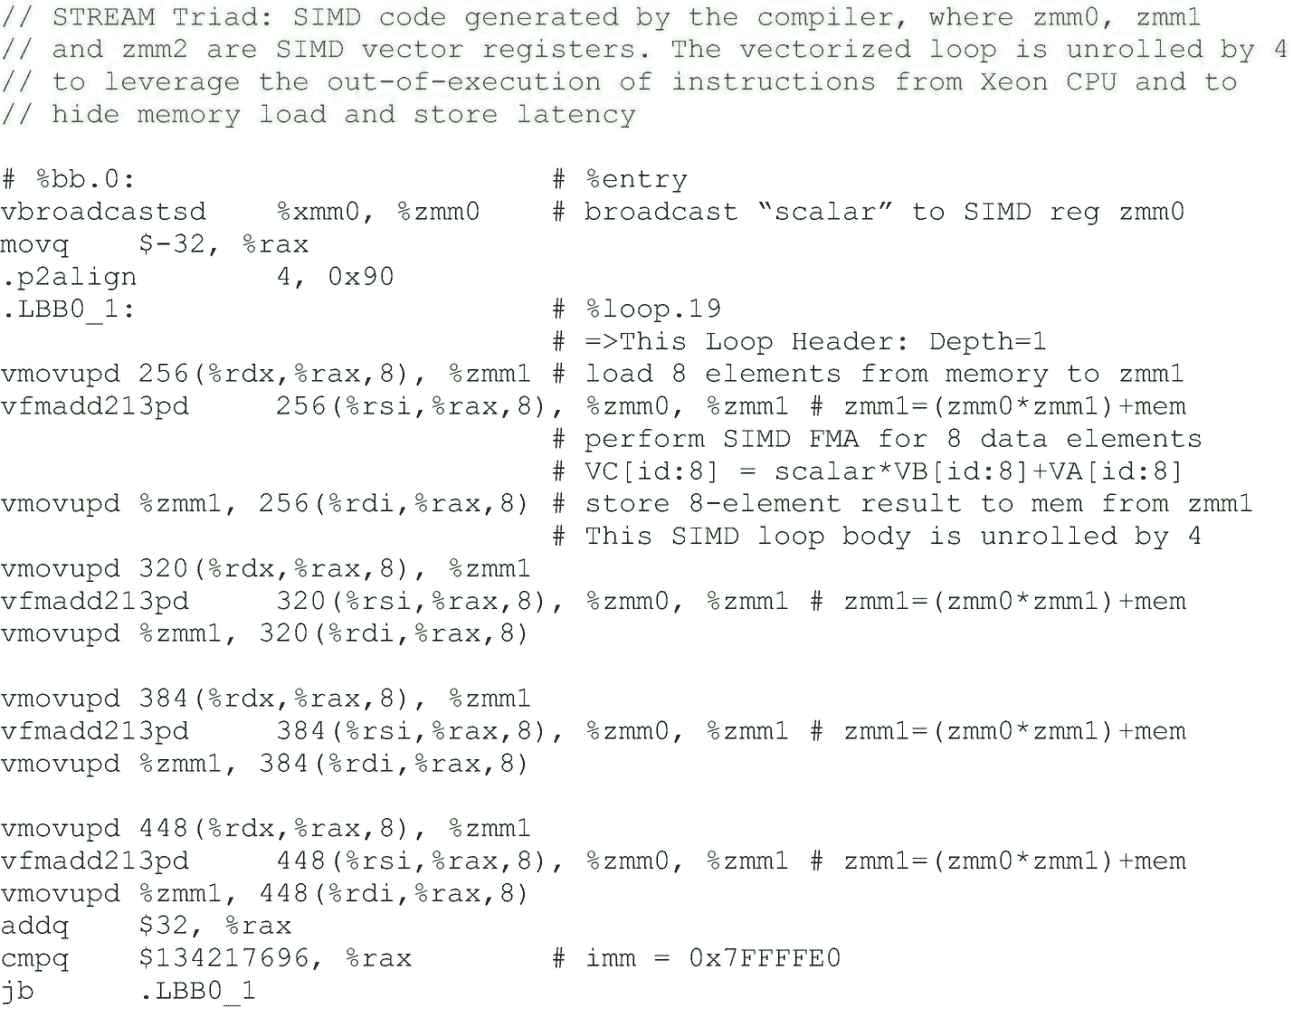 // STREAM Triad: SIMD code generated by the compiler, where zmm0, zmm1
// and zmm2 are SIMD vector registers. The vectorized loop is unrolled by 4
// to leverage the out-of-execution of instructions from Xeon CPU and to
// hide memory load and store latency
# %bb.0: # %entry
vbroadcastsd %xmm0, %zmm0 # broadcast “scalar” to SIMD reg zmm0
movq $-32, %rax
.p2align 4, 0x90
.LBB0_1: # %loop.19
# =>This Loop Header: Depth=1
vmovupd 256(%rdx,%rax,8), %zmm1 # load 8 elements from memory to zmm1
vfmadd213pd 256(%rsi,%rax,8), %zmm0, %zmm1 # zmm1=(zmm0*zmm1)+mem
# perform SIMD FMA for 8 data elements
# VC[id:8] = scalar*VB[id:8]+VA[id:8]
vmovupd %zmm1, 256(%rdi,%rax,8) # store 8-element result to mem from zmm1
# This SIMD loop body is unrolled by 4
vmovupd 320(%rdx,%rax,8), %zmm1
vfmadd213pd 320(%rsi,%rax,8), %zmm0, %zmm1 # zmm1=(zmm0*zmm1)+mem
vmovupd %zmm1, 320(%rdi,%rax,8)
vmovupd 384(%rdx,%rax,8), %zmm1
vfmadd213pd 384(%rsi,%rax,8), %zmm0, %zmm1 # zmm1=(zmm0*zmm1)+mem
vmovupd %zmm1, 384(%rdi,%rax,8)
vmovupd 448(%rdx,%rax,8), %zmm1
vfmadd213pd 448(%rsi,%rax,8), %zmm0, %zmm1 # zmm1=(zmm0*zmm1)+mem
vmovupd %zmm1, 448(%rdi,%rax,8)
addq $32, %rax
cmpq $134217696, %rax # imm = 0x7FFFFE0
jb .LBB0_1